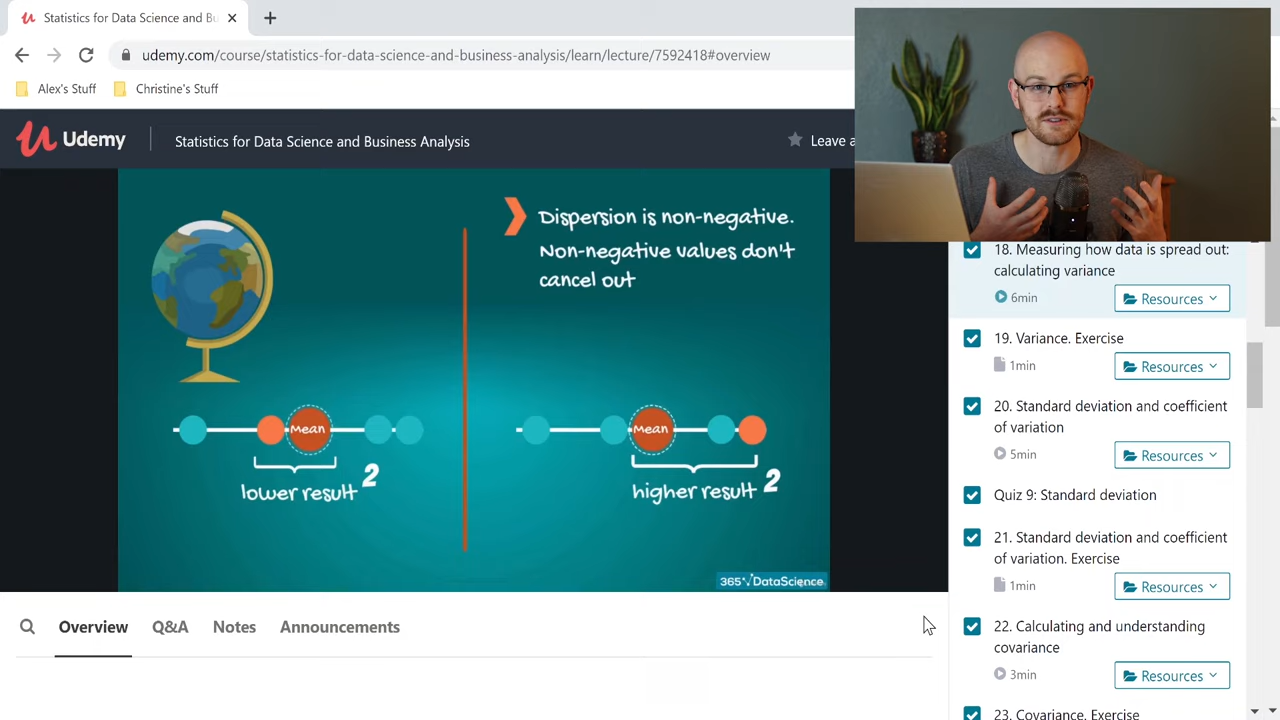 Statistics for Data Science and Bu
udemy.com/course/statistics-for-data-science-and-business-analysis/learn/lecture/7592418#overview
Alex's Stuff
Christine's Stuff
Udemy
Statistics for Data Science and Business Analysis
Leave a
Dispersion is non-negative.
Non-negative values don't
cancel out
Mean
Mean
lower result 2
higher result 2
365 DataScience
Overview
Q&A
Notes
Announcements
18. Measuring how data is spread out:
calculating variance
6min
Resources
19. Variance. Exercise
1min
Resources
20. Standard deviation and coefficient
of variation
5min
Resources
Quiz 9: Standard deviation
21. Standard deviation and coefficient
of variation. Exercise
1min
Resources
22. Calculating and understanding
covariance
3min
Resources
23. Covariance. Exercise